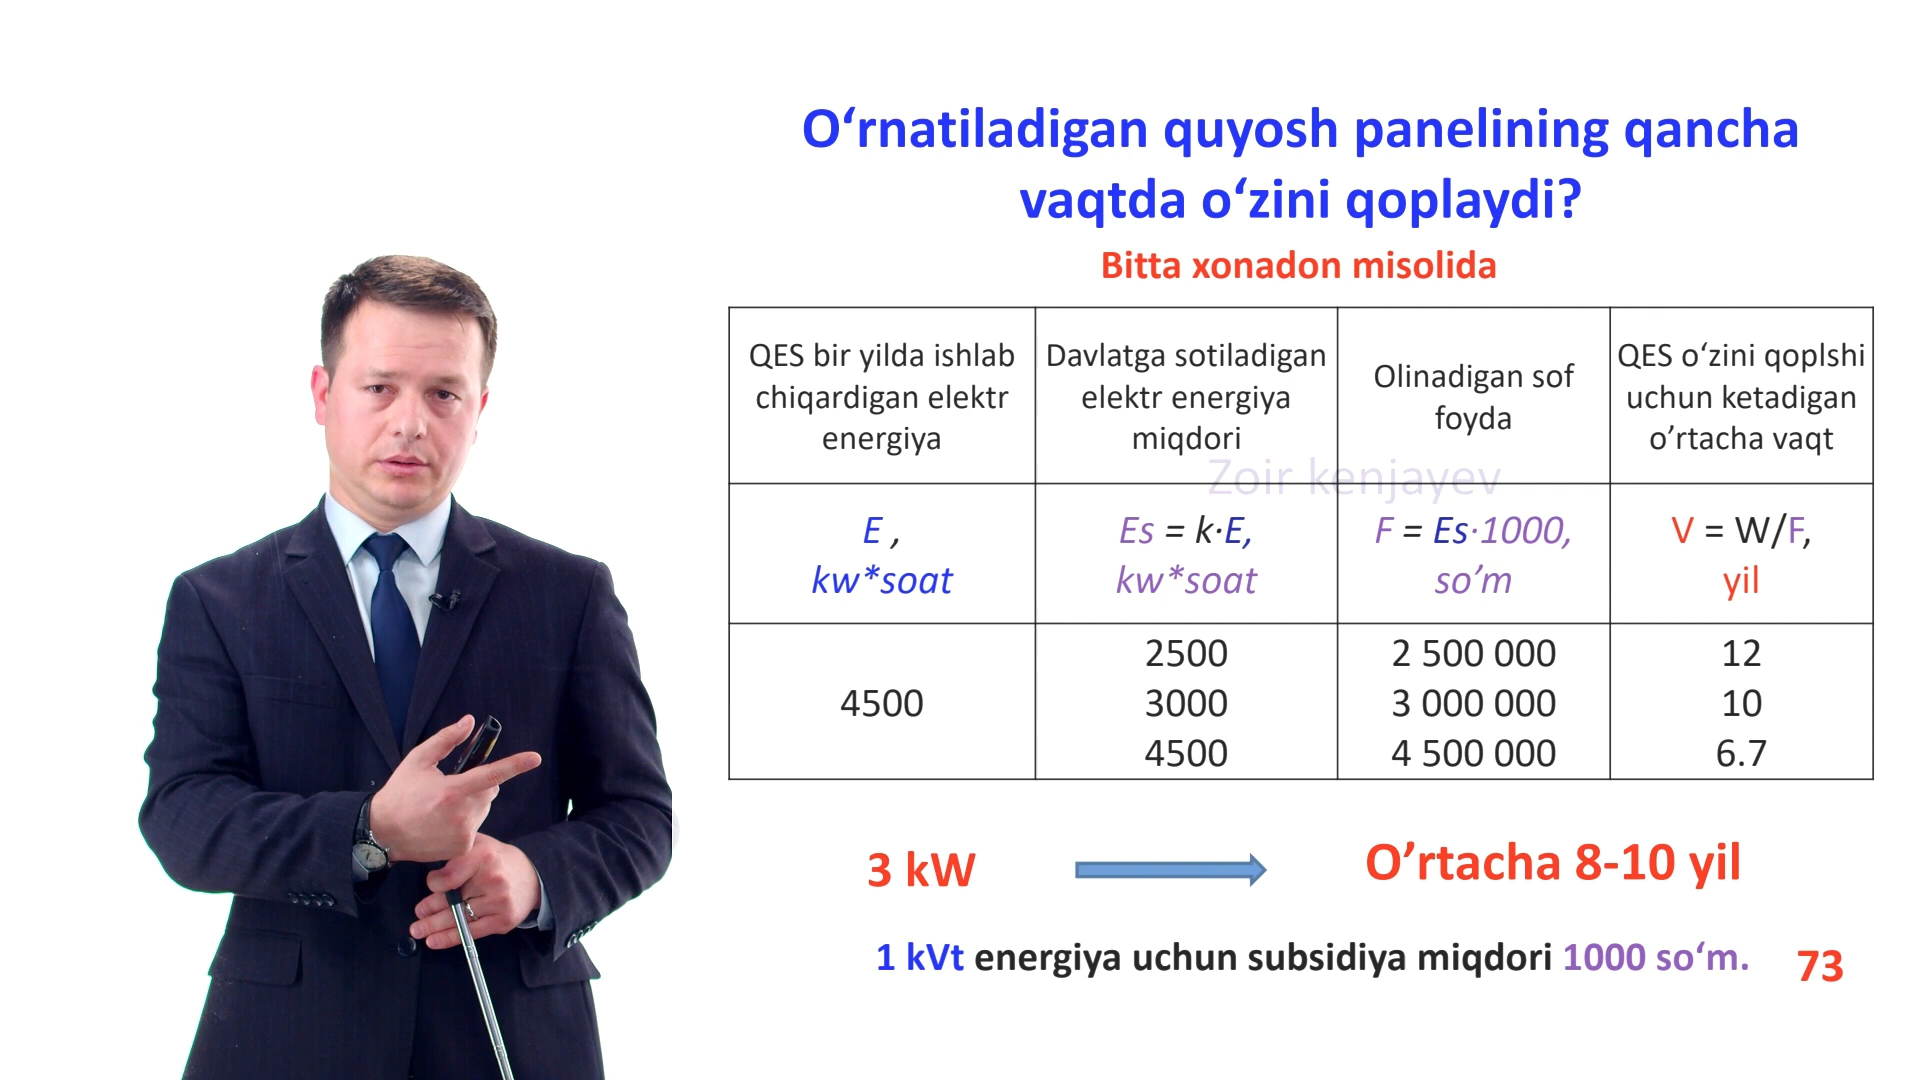 O‘rnatiladigan quyosh panelining qancha
vaqtda o‘zini qoplaydi?
Bitta xonadon misolida
QES bir yilda ishlab
chiqardigan elektr
energiya
Davlatga sotiladigan
elektr energiya
miqdori
Olinadigan sof
foyda
QES o‘zini qoplshi
uchun ketadigan
o’rtacha vaqt
Zoir kenjayev
E ,
kw*soat
Es = k·E,
kw*soat
F = Es·1000,
so’m
V = W/F,
yil
4500
2500
3000
4500
2 500 000
3 000 000
4 500 000
12
10
6.7
3 kW
O’rtacha 8-10 yil
1 kVt energiya uchun subsidiya miqdori 1000 so‘m.
73